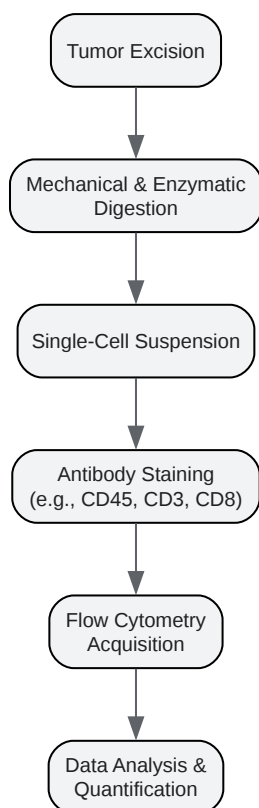 Tumor Excision
Mechanical & Enzymatic
Digestion
Single-Cell Suspension
Antibody Staining
(e.g., CD45, CD3, CD8)
Flow Cytometry
Acquisition
Data Analysis &
Quantification